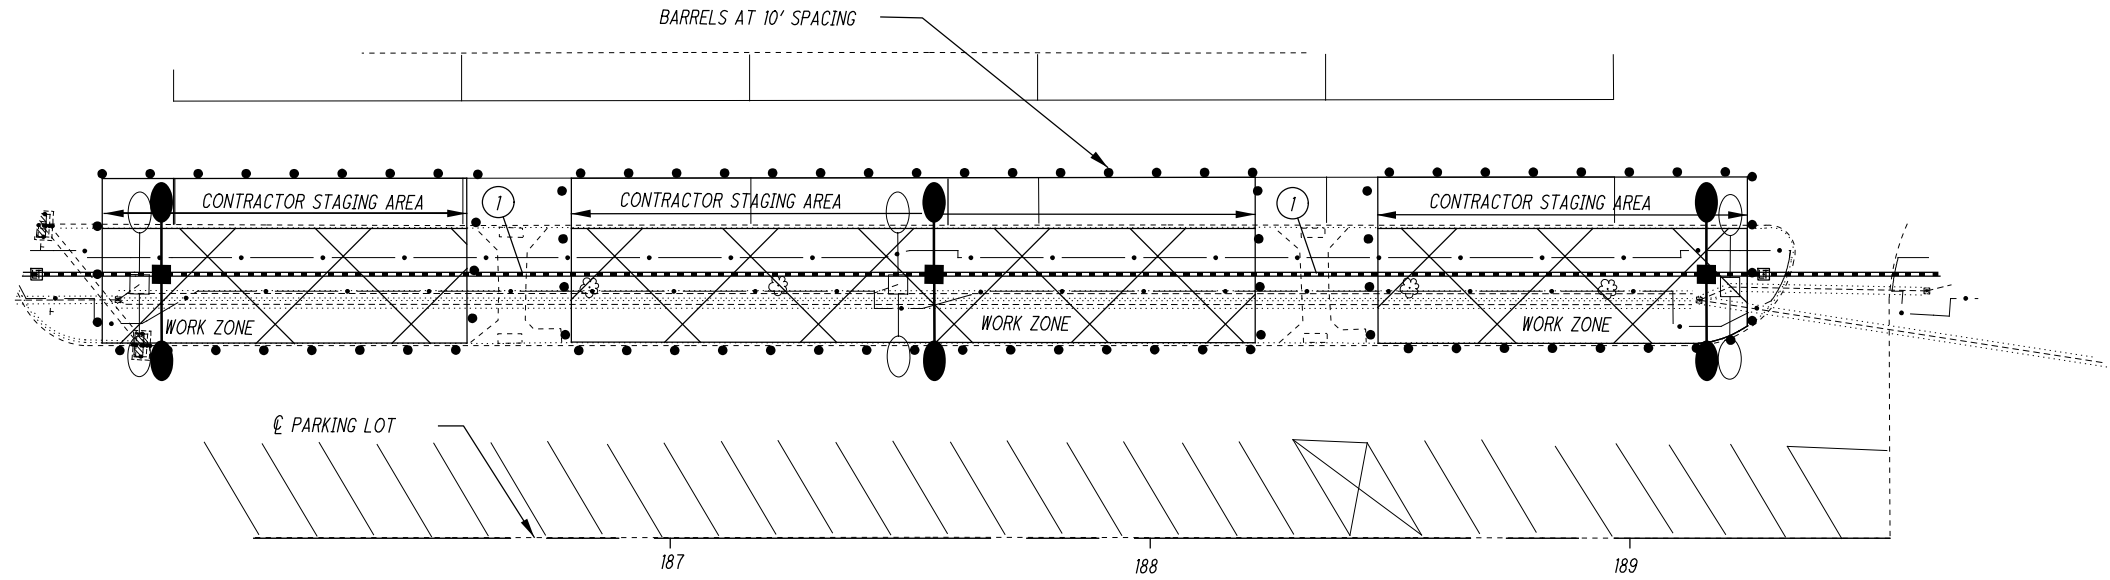 BARRELS AT 10' SPACING
CONTRACTOR STAGING AREA
1
CONTRACTOR STAGING AREA
1
CONTRACTOR STAGING AREA
WORK ZONE
WORK ZONE
WORK ZONE
℄ PARKING LOT
187
188
189